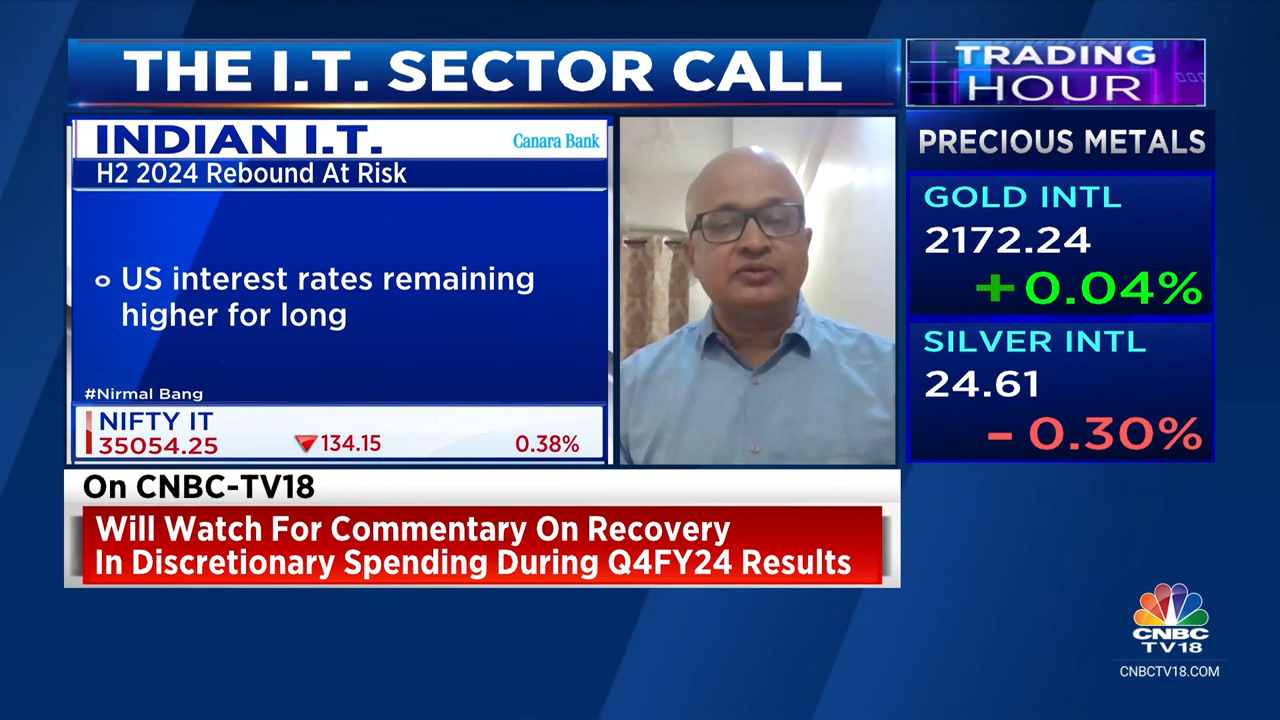 THE I.T. SECTOR CALL
TRADING
HOUR
INDIAN I.T.
Canara Bank
H2 2024 Rebound At Risk
US interest rates remaining
higher for long
#Nirmal Bang
NIFTY IT
35054.25
134.15
0.38%
PRECIOUS METALS
GOLD INTL
2172.24
+0.04%
SILVER INTL
24.61
- 0.30%
On CNBC-TV18
Will Watch For Commentary On Recovery
In Discretionary Spending During Q4FY24 Results
CNBC
TV18
CNBCTV18.COM